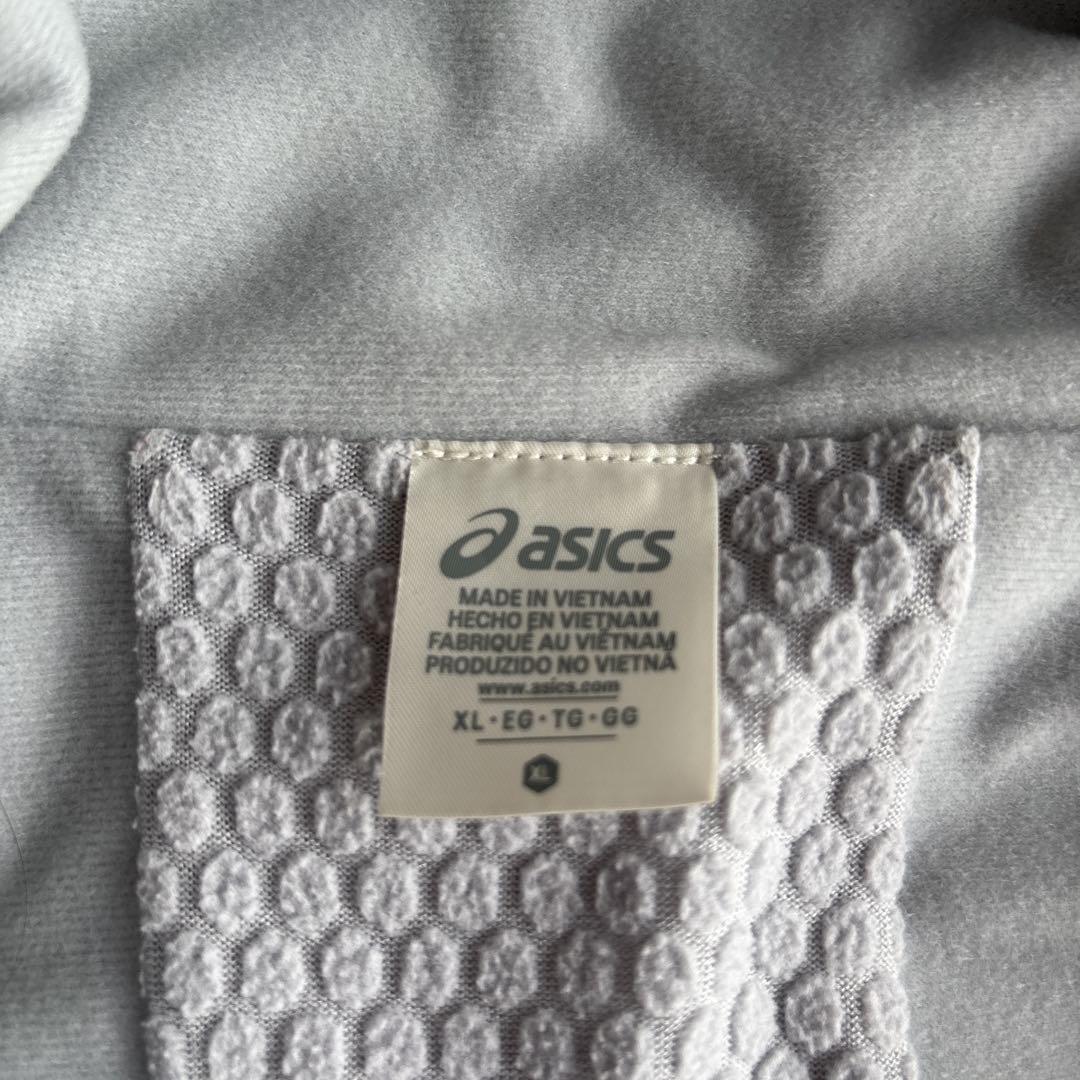 asics
MADE IN VIETNAM
HECHO EN VIETNAM
FABRIQUÉ AU VIÊTNAM
PRODUZIDO NO VIETNÃ
www.asics.com
XL • EG • TG • GG
XL